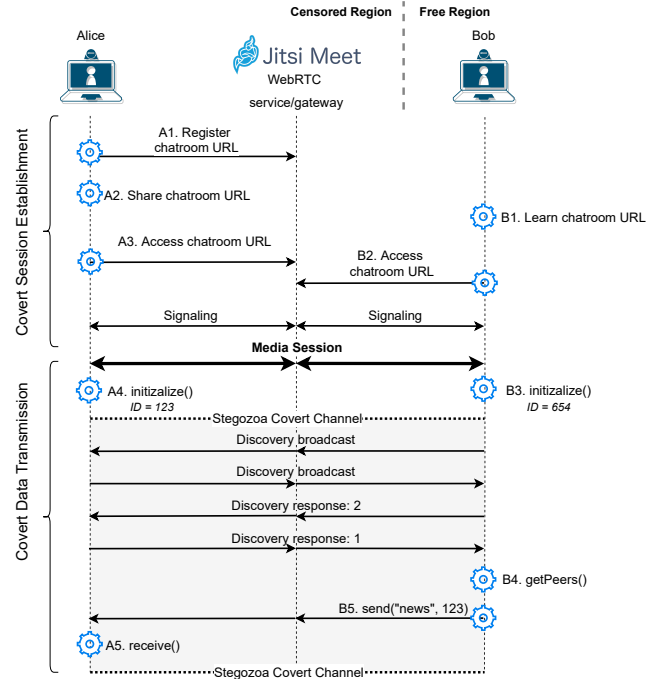 Censored Region
Free Region
Alice
Bob
Jitsi Meet
WebRTC
service/gateway
Covert Session Establishment
A1. Register
chatroom URL
A2. Share chatroom URL
B1. Learn chatroom URL
A3. Access chatroom URL
B2. Access
chatroom URL
Signaling
Signaling
Media Session
Covert Data Transmission
A4. initizalize()
ID = 123
B3. initizalize()
ID = 654
Stegozoa Covert Channel
Discovery broadcast
Discovery broadcast
Discovery response: 2
Discovery response: 1
B4. getPeers()
B5. send("news", 123)
A5. receive()
Stegozoa Covert Channel